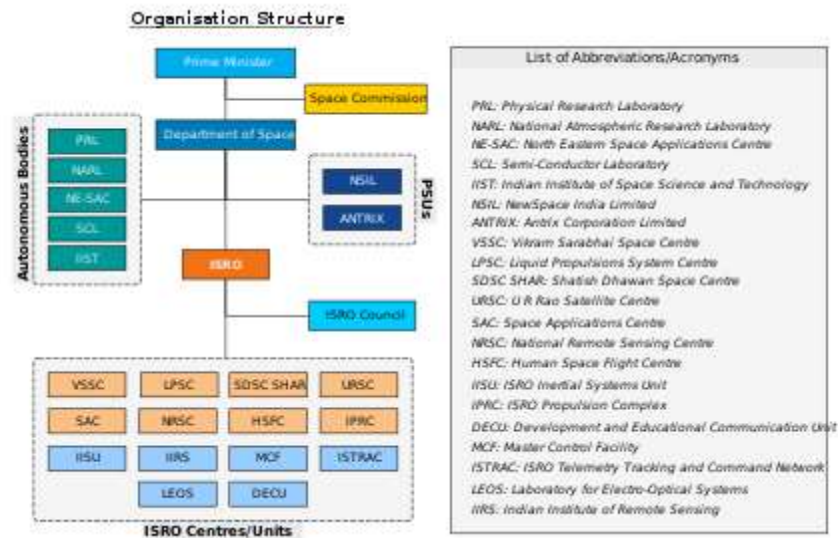 Organisation Structure
Prime Minister
Space Commission
Department of Space
Autonomous Bodies
PRL
NARL
NE-SAC
SCL
IIST
NSIL
ANTRIX
PSUs
ISRO
ISRO Council
VSSC LPSC SDSC SHAR URSC
SAC NRSC HSFC IPRC
IISU IIRS MCF ISTRAC
LEOS DECU
ISRO Centres/Units
List of Abbreviations/Acronyms
PRL: Physical Research Laboratory
NARL: National Atmospheric Research Laboratory
NE-SAC: North Eastern Space Applications Centre
SCL: Semi-Conductor Laboratory
IIST: Indian Institute of Space Science and Technology
NSIL: NewSpace India Limited
ANTRIX: Antrix Corporation Limited
VSSC: Vikram Sarabhai Space Centre
LPSC: Liquid Propulsions System Centre
SDSC SHAR: Shatish Dhawan Space Centre
URSC: U R Rao Satellite Centre
SAC: Space Applications Centre
NRSC: National Remote Sensing Centre
HSFC: Human Space Flight Centre
IISU: ISRO Inertial Systems Unit
IPRC: ISRO Propulsion Complex
DECU: Development and Educational Communication Unit
MCF: Master Control Facility
ISTRAC: ISRO Telemetry Tracking and Command Network
LEOS: Laboratory for Electro-Optical Systems
IIRS: Indian Institute of Remote Sensing